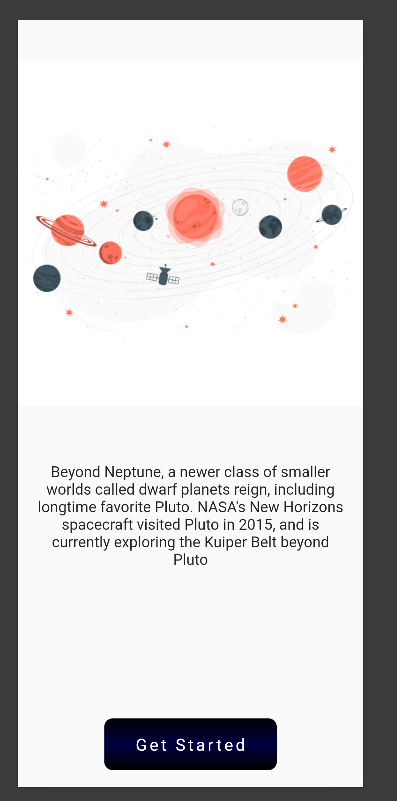 Beyond Neptune, a newer class of smaller
worlds called dwarf planets reign, including
longtime favorite Pluto. NASA's New Horizons
spacecraft visited Pluto in 2015, and is
currently exploring the Kuiper Belt beyond
Pluto
Get Started